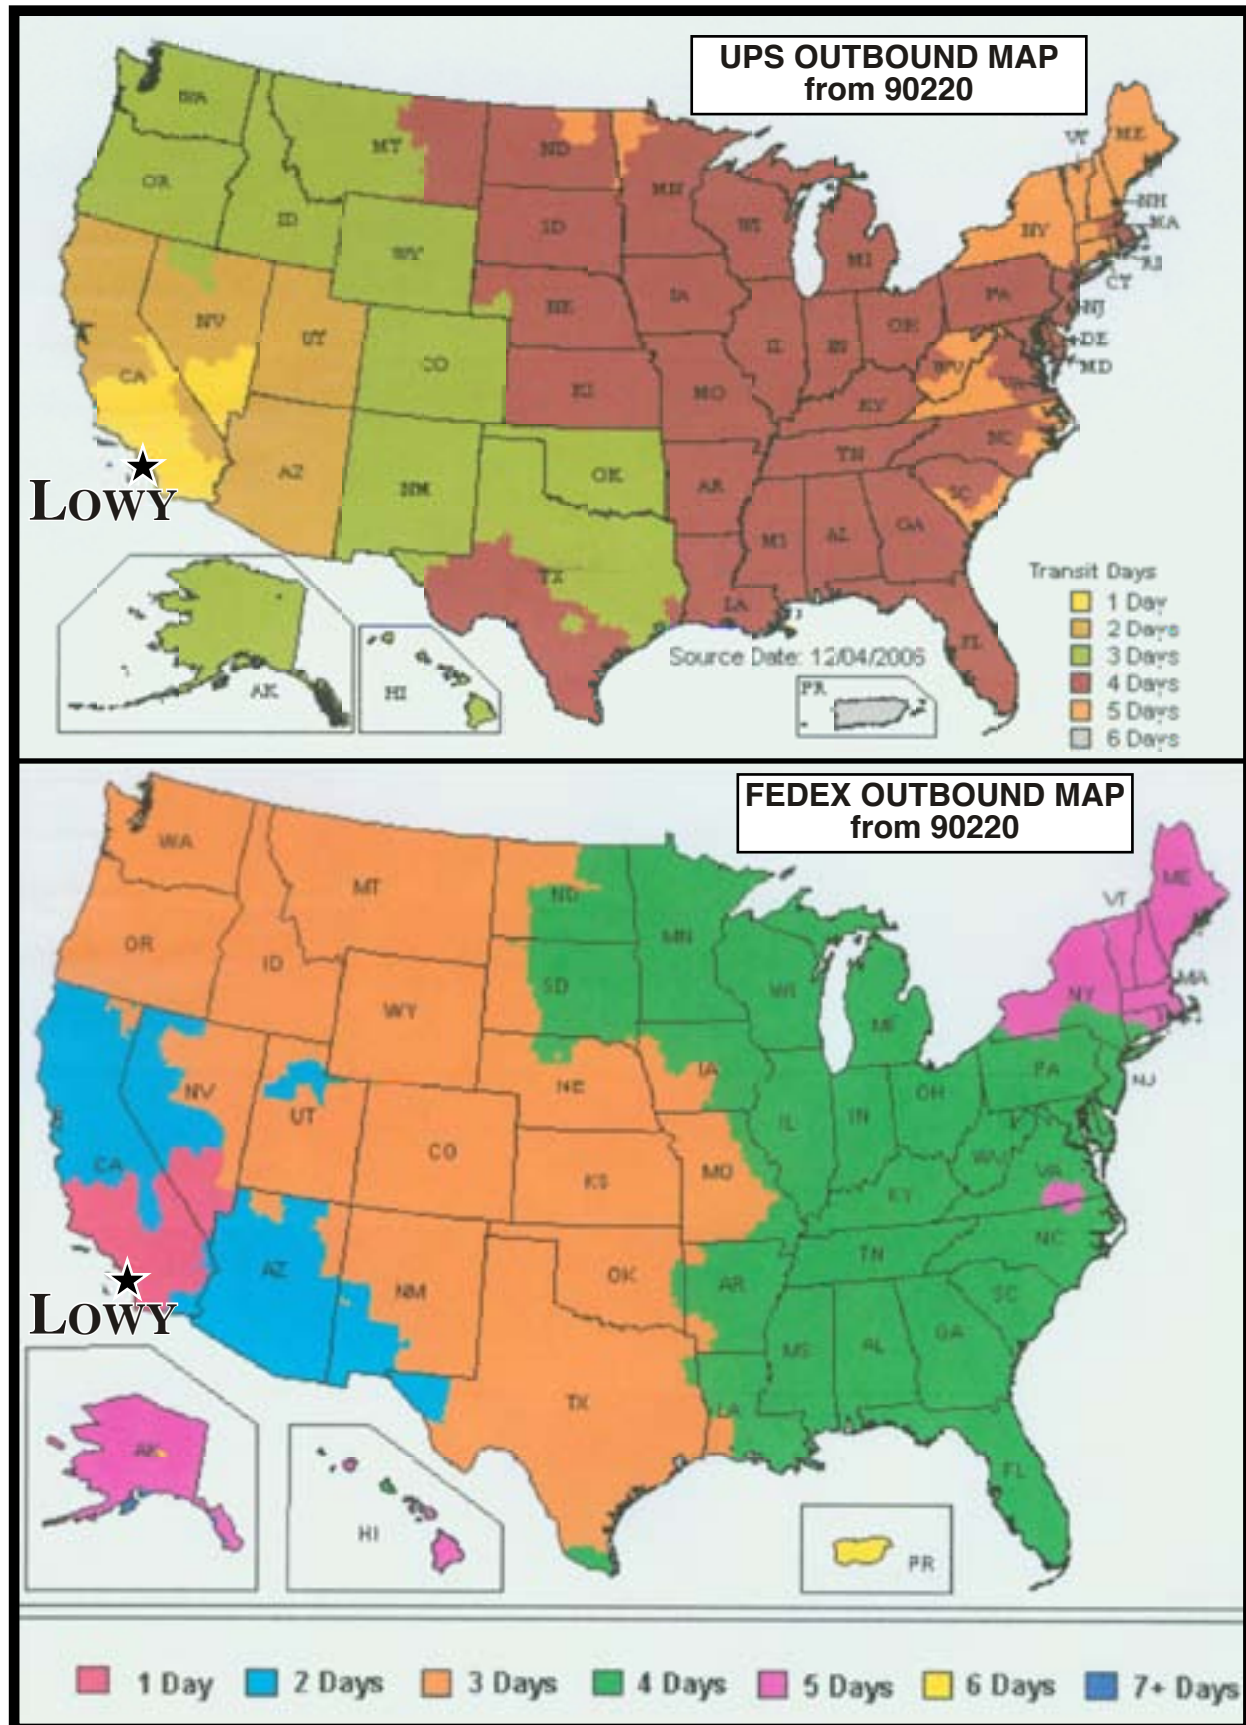 UPS OUTBOUND MAP
from 90220
WA
MT
ND
VT
ME
OR
ID
MN
NH
MA
WY
SD
WI
NY
MI
RI
CT
NV
UT
NE
IA
PA
NJ
CA
CO
IL
IN
OH
DE
WV
MD
KS
MO
KY
VA
NC
AZ
NM
OK
TN
AR
SC
LOWY
MS
AL
GA
TX
LA
FL
Transit Days
1 Day
2 Days
3 Days
4 Days
5 Days
6 Days
Source Date: 12/04/2006
AK
HI
PR
FEDEX OUTBOUND MAP
from 90220
WA
MT
ND
VT
ME
OR
ID
MN
SD
WI
NY
MA
WY
MI
NV
UT
NE
IA
PA
NJ
CA
CO
IL
IN
OH
KS
MO
WV
VA
KY
NC
AZ
NM
OK
TN
AR
SC
LOWY
MS
AL
GA
TX
LA
FL
AK
HI
PR
1 Day 2 Days 3 Days 4 Days 5 Days 6 Days 7+ Days